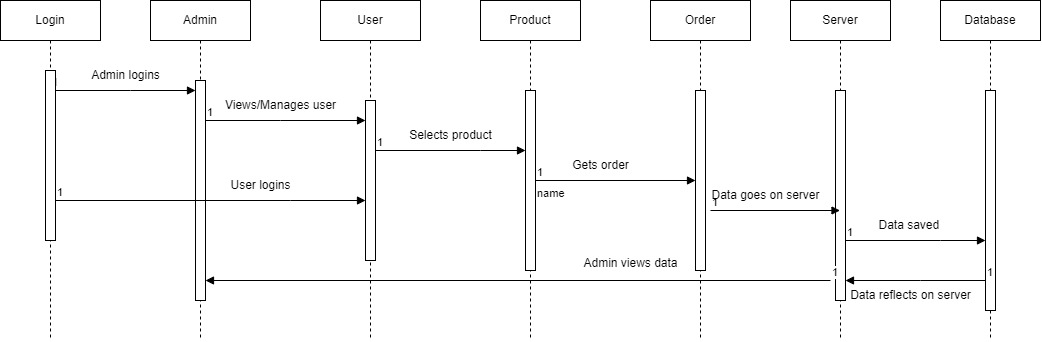 Login
Admin
User
Product
Order
Server
Database
Admin logins
1
Views/Manages user
1
Selects product
1
Gets order
1
name
1
User logins
Data goes on server
1
1
Data saved
Admin views data
1
1
Data reflects on server